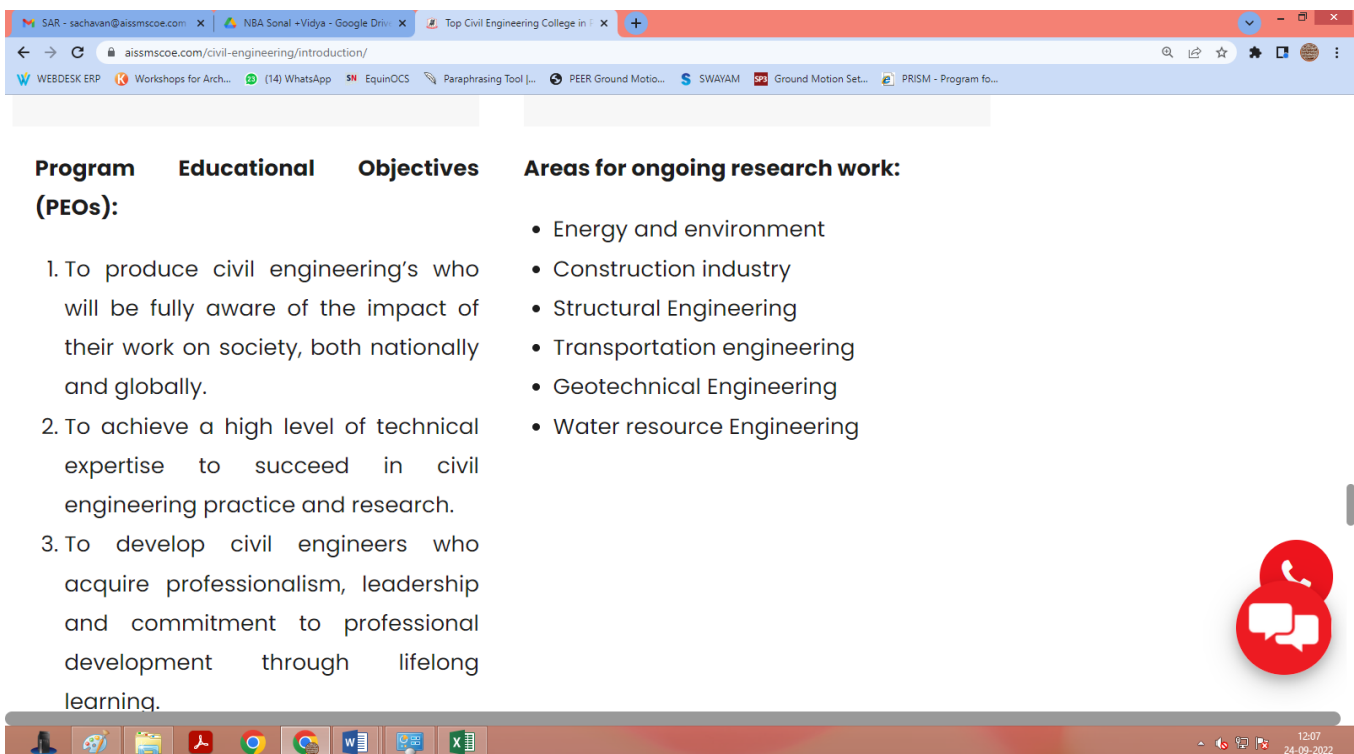 SAR - sachavan@aissmscoe.com
NBA Sonal +Vidya - Google Driv
Top Civil Engineering College in
aissmscoe.com/civil-engineering/introduction/
WEBDESK ERP
Workshops for Arch...
(14) WhatsApp
SN EquinOCS
Paraphrasing Tool |...
PEER Ground Motio...
S SWAYAM
SP3 Ground Motion Set...
PRISM - Program fo...
Program Educational Objectives
(PEOs):
1. To produce civil engineering's who
will be fully aware of the impact of
their work on society, both nationally
and globally.
2. To achieve a high level of technical
expertise to succeed in civil
engineering practice and research.
3. To develop civil engineers who
acquire professionalism, leadership
and commitment to professional
development through lifelong
learning.
Areas for ongoing research work:
• Energy and environment
• Construction industry
• Structural Engineering
• Transportation engineering
• Geotechnical Engineering
• Water resource Engineering
12:07
24-09-2022